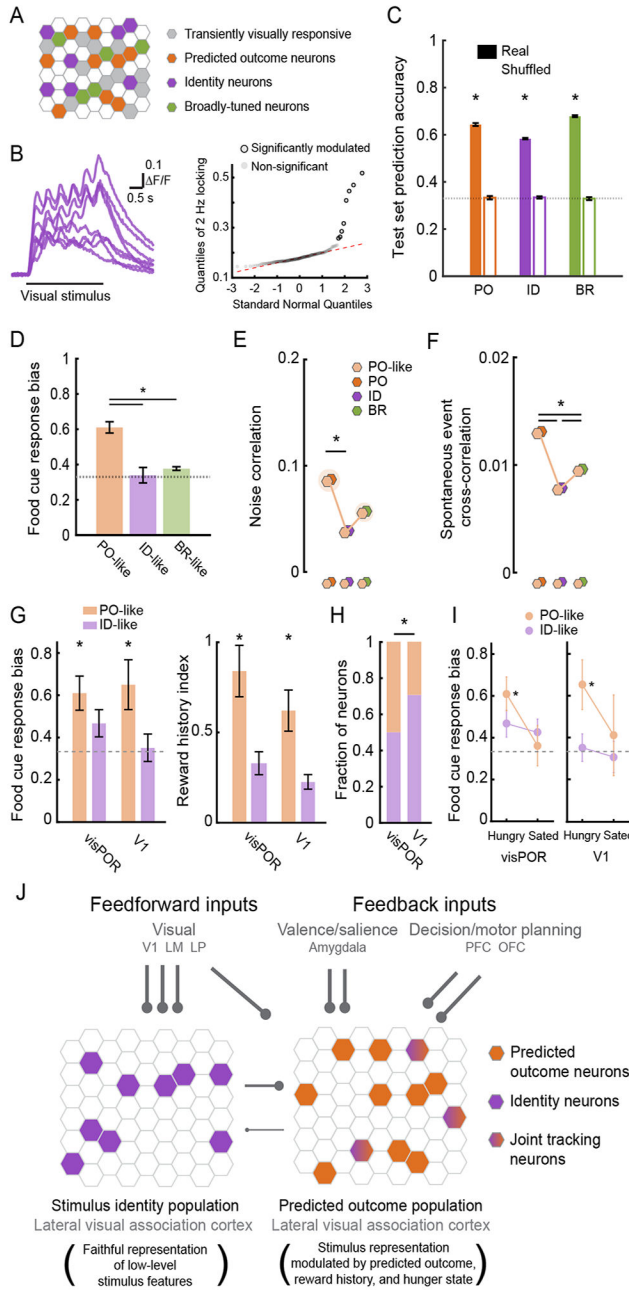 A
Transiently visually responsive
Predicted outcome neurons
Identity neurons
Broadly-tuned neurons
B
0.1
ΔF/F
0.5 s
Visual stimulus
Significantly modulated
Non-significant
Quantiles of 2 Hz locking
0.5
0.3
0.1
-3 -2 -1 0 1 2 3
Standard Normal Quantiles
C
Real
Shuffled
Test set prediction accuracy
1
0.8
0.6
0.4
0.2
0
* * *
PO ID BR
D
Food cue response bias
1
0.8
0.6
0.4
0.2
0
*
PO-like
ID-like
BR-like
E
PO-like
PO
ID
BR
Noise correlation
0.2
0.1
0
*
F
Spontaneous event
cross-correlation
0.02
0.01
0
*
G
PO-like
ID-like
Food cue response bias
0.8
0.6
0.4
0.2
0
* *
visPOR
V1
Reward history index
1
0.5
0
* *
visPOR
V1
H
Fraction of neurons
1
0.8
0.6
0.4
0.2
0
*
visPOR
V1
I
PO-like
ID-like
Food cue response bias
0.8
0.6
0.4
0.2
0
* *
Hungry Sated Hungry Sated
visPOR V1
J
Feedforward inputs
Feedback inputs
Visual
V1 LM LP
Valence/salience
Amygdala
Decision/motor planning
PFC OFC
Predicted
outcome neurons
Identity neurons
Joint tracking
neurons
Stimulus identity population
Lateral visual association cortex
(Faithful representation
of low-level
stimulus features)
Predicted outcome population
Lateral visual association cortex
(Stimulus representation
modulated by predicted outcome,
reward history, and hunger state)